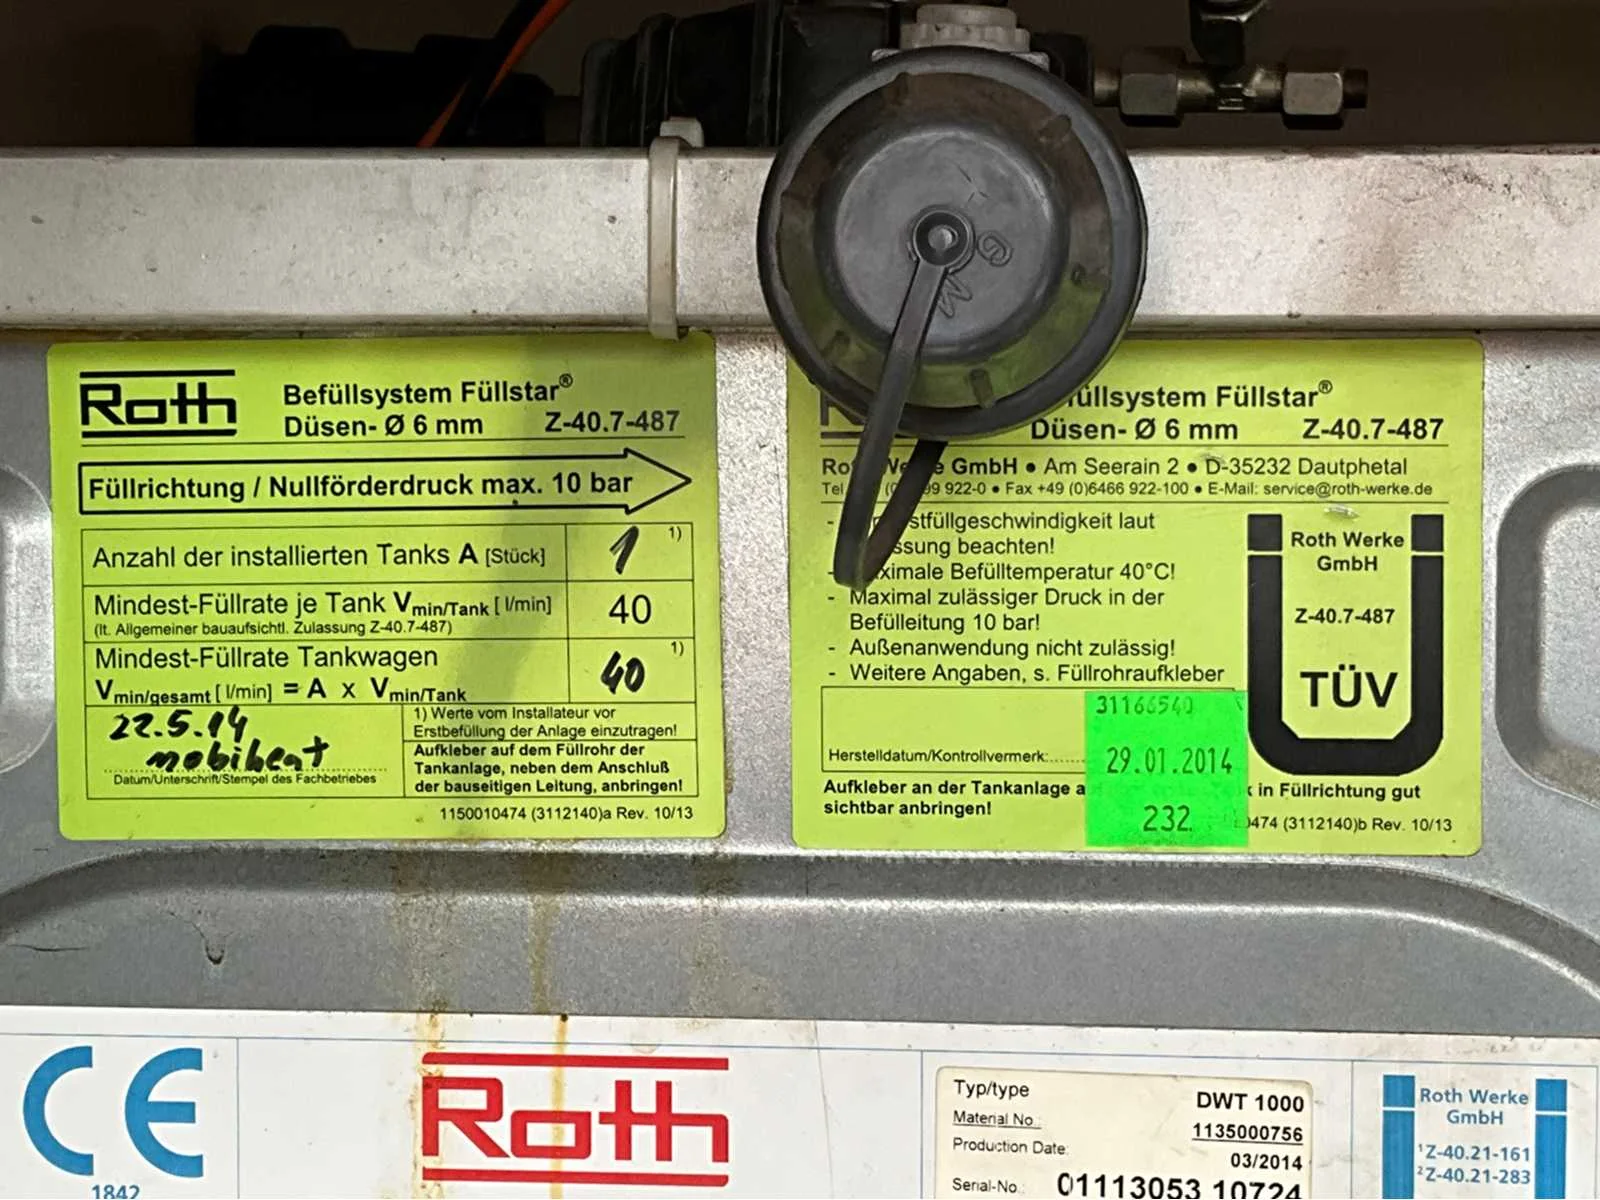 Roth
Befüllsystem Füllstar®
Düsen- Ø 6 mm Z-40.7-487
Füllrichtung / Nullförderdruck max. 10 bar
Anzahl der installierten Tanks A [Stück] 1 1)
Mindest-Füllrate je Tank Vmin/Tank [ l/min] 40
(lt. Allgemeiner bauaufsichtl. Zulassung Z-40.7-487)
Mindest-Füllrate Tankwagen 40 1)
Vmin/gesamt [ l/min] = A x Vmin/Tank
22.5.14
mobiheat
Datum/Unterschrift/Stempel des Fachbetriebes
1) Werte vom Installateur vor
Erstbefüllung der Anlage einzutragen!
Aufkleber auf dem Füllrohr der
Tankanlage, neben dem Anschluß
der bauseitigen Leitung, anbringen!
1150010474 (3112140)a Rev. 10/13
GM
üllsystem Füllstar®
Düsen- Ø 6 mm Z-40.7-487
GmbH • Am Seerain 2 • D-35232 Dautphetal
Tel 99 922-0 • Fax +49 (0)6466 922-100 • E-Mail: service@roth-werke.de
- stfüllgeschwindigkeit laut
ssung beachten!
- ximale Befülltemperatur 40°C!
- Maximal zulässiger Druck in der
Befülleitung 10 bar!
- Außenanwendung nicht zulässig!
- Weitere Angaben, s. Füllrohraufkleber
Roth Werke
GmbH
Z-40.7-487
TÜV
Herstelldatum/Kontrollvermerk:
31166540
29.01.2014
232
Aufkleber an der Tankanlage a k in Füllrichtung gut
sichtbar anbringen!
0474 (3112140)b Rev. 10/13
CE
1842
Roth
Typ/type DWT 1000
Material No.: 1135000756
Production Date: 03/2014
Serial-No.: 01113053 10724
Roth Werke
GmbH
¹Z-40.21-161
²Z-40.21-283